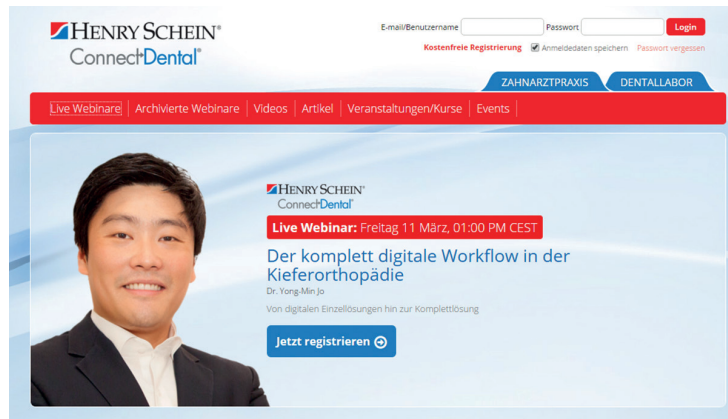 HENRY SCHEIN®
ConnectDental®
E-mail/Benutzername
Passwort
Login
Kostenfreie Registrierung
Anmeldedaten speichern
Passwort vergessen
ZAHNARZTPRAXIS
DENTALLABOR
Live Webinare | Archivierte Webinare | Videos | Artikel | Veranstaltungen/Kurse | Events |
HENRY SCHEIN®
ConnectDental®
Live Webinar: Freitag 11 März, 01:00 PM CEST
Der komplett digitale Workflow in der
Kieferorthopädie
Dr. Yong-Min Jo
Von digitalen Einzellösungen hin zur Komplettlösung
Jetzt registrieren